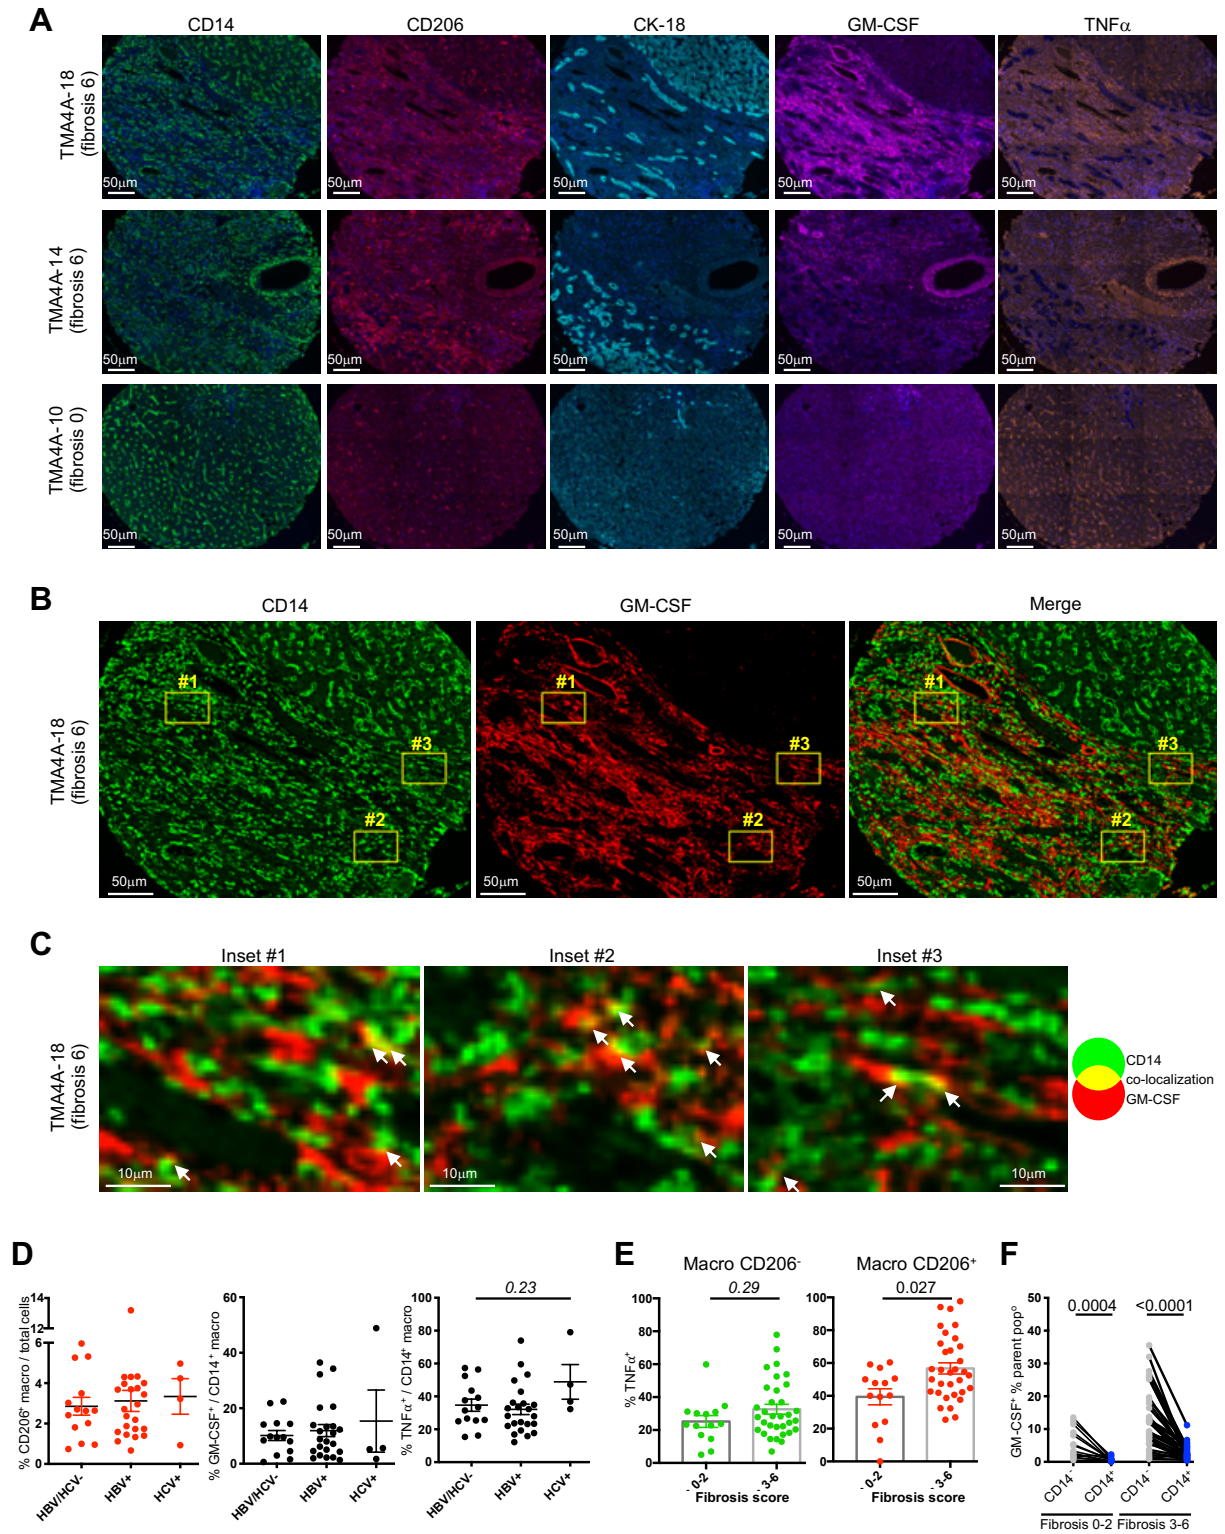 A
CD14
CD206
CK-18
GM-CSF
TNFα
TMA4A-18
(fibrosis 6)
50μm
50μm
50μm
50μm
50μm
TMA4A-14
(fibrosis 6)
50μm
50μm
50μm
50μm
50μm
TMA4A-10
(fibrosis 0)
50μm
50μm
50μm
50μm
50μm
B
CD14
GM-CSF
Merge
TMA4A-18
(fibrosis 6)
#1
#3
#2
50μm
#1
#3
#2
50μm
#1
#3
#2
50μm
C
Inset #1
Inset #2
Inset #3
TMA4A-18
(fibrosis 6)
10μm
10μm
10μm
CD14
co-localization
GM-CSF
D
% CD206⁺ macro / total cells
14
12
6
4
2
0
HBV/HCV-
HBV+
HCV+
% GM-CSF⁺ / CD14⁺ macro
60
40
20
0
HBV/HCV-
HBV+
HCV+
% TNFα⁺ / CD14⁺ macro
100
80
60
40
20
0
0.23
HBV/HCV-
HBV+
HCV+
E
Macro CD206⁻
0.29
% TNFα⁺
100
80
60
40
20
0
0-2
3-6
Fibrosis score
Macro CD206⁺
0.027
100
80
60
40
20
0
0-2
3-6
Fibrosis score
F
GM-CSF⁺ % parent popᵒ
50
40
30
20
10
0
0.0004
<0.0001
CD14⁻
CD14⁺
CD14⁻
CD14⁺
Fibrosis 0-2
Fibrosis 3-6